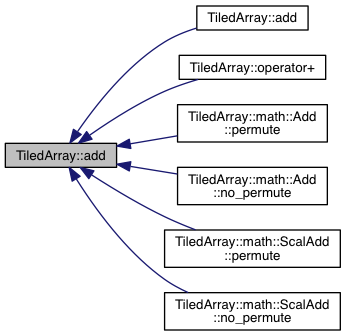 TiledArray::add
TiledArray::operator+
TiledArray::math::Add
::permute
TiledArray::add
TiledArray::math::Add
::no_permute
TiledArray::math::ScalAdd
::permute
TiledArray::math::ScalAdd
::no_permute